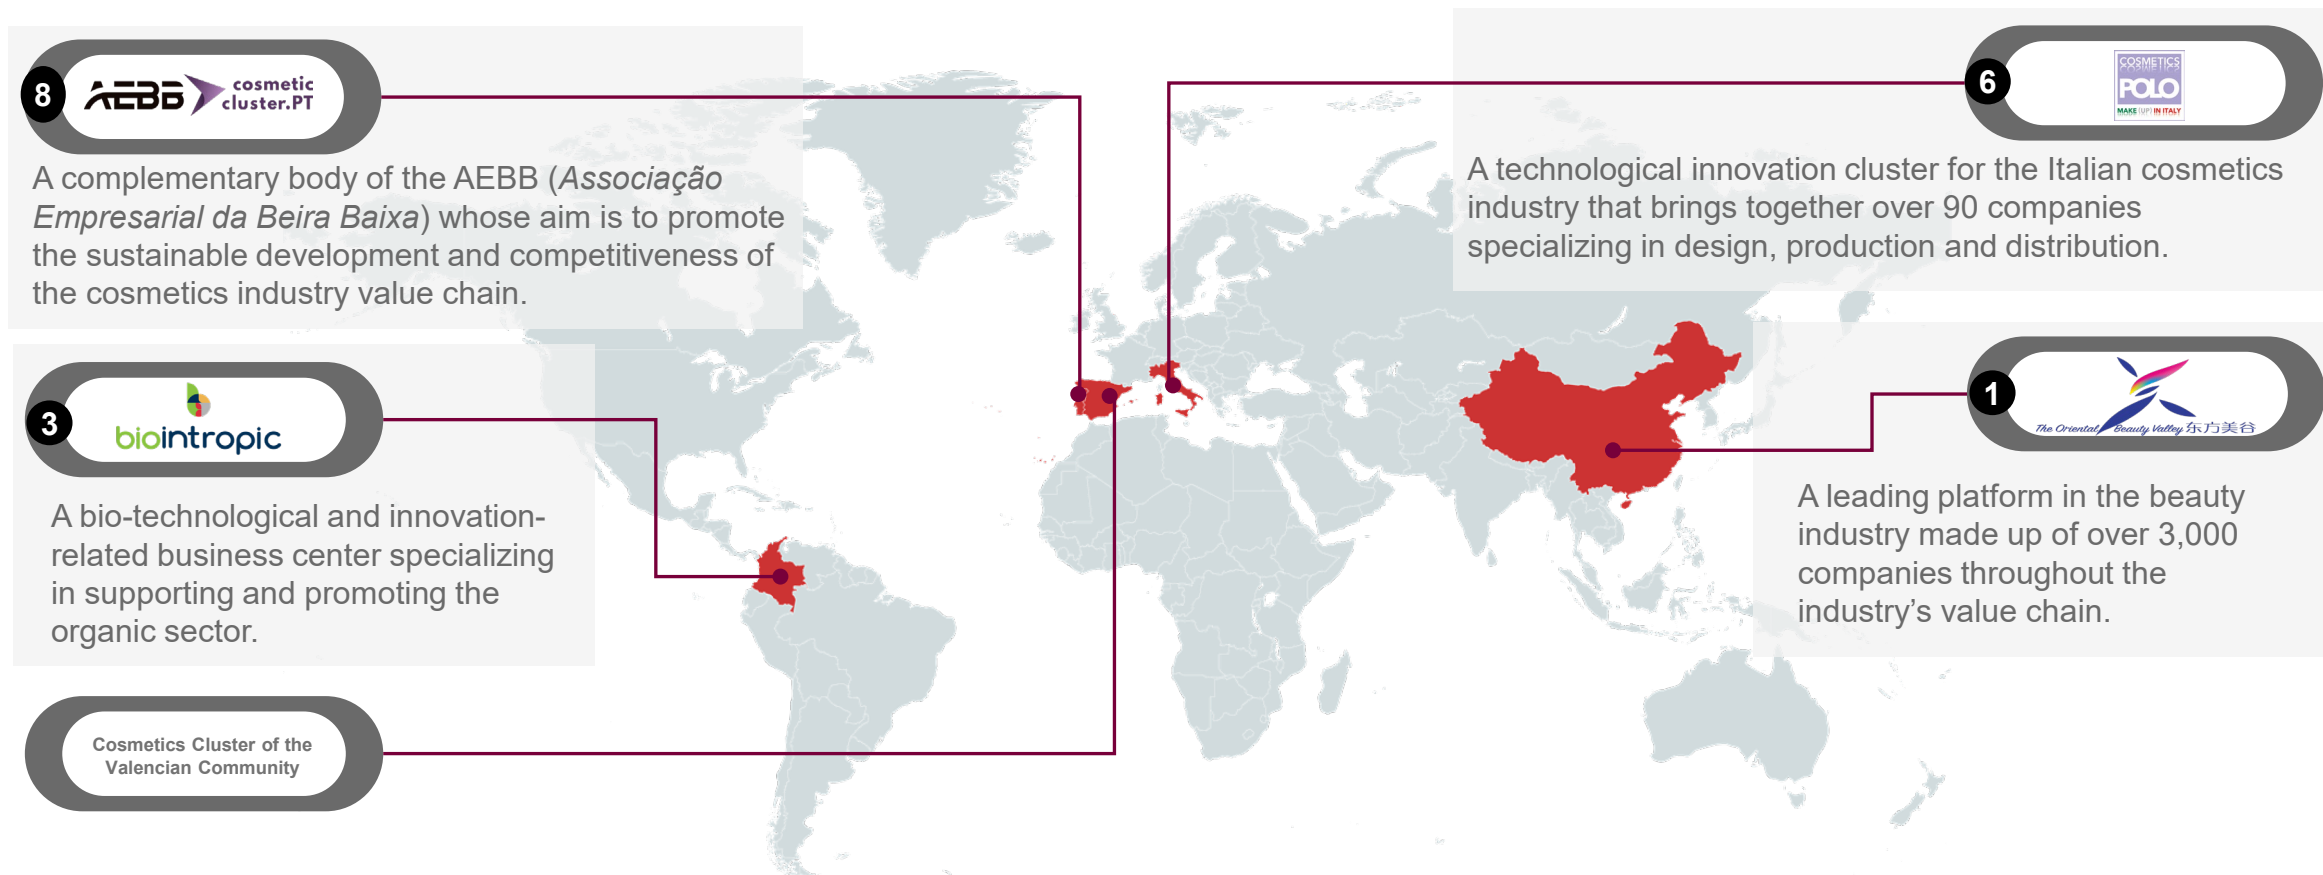 8
AEBB cosmetic
cluster.PT
A complementary body of the AEBB (Associação
Empresarial da Beira Baixa) whose aim is to promote
the sustainable development and competitiveness of
the cosmetics industry value chain.
6
COSMETICS
POLO
MAKE (UP) IN ITALY
A technological innovation cluster for the Italian cosmetics
industry that brings together over 90 companies
specializing in design, production and distribution.
3
biointropic
A bio-technological and innovation-
related business center specializing
in supporting and promoting the
organic sector.
1
The Oriental Beauty Valley 东方美谷
A leading platform in the beauty
industry made up of over 3,000
companies throughout the
industry’s value chain.
Cosmetics Cluster of the
Valencian Community